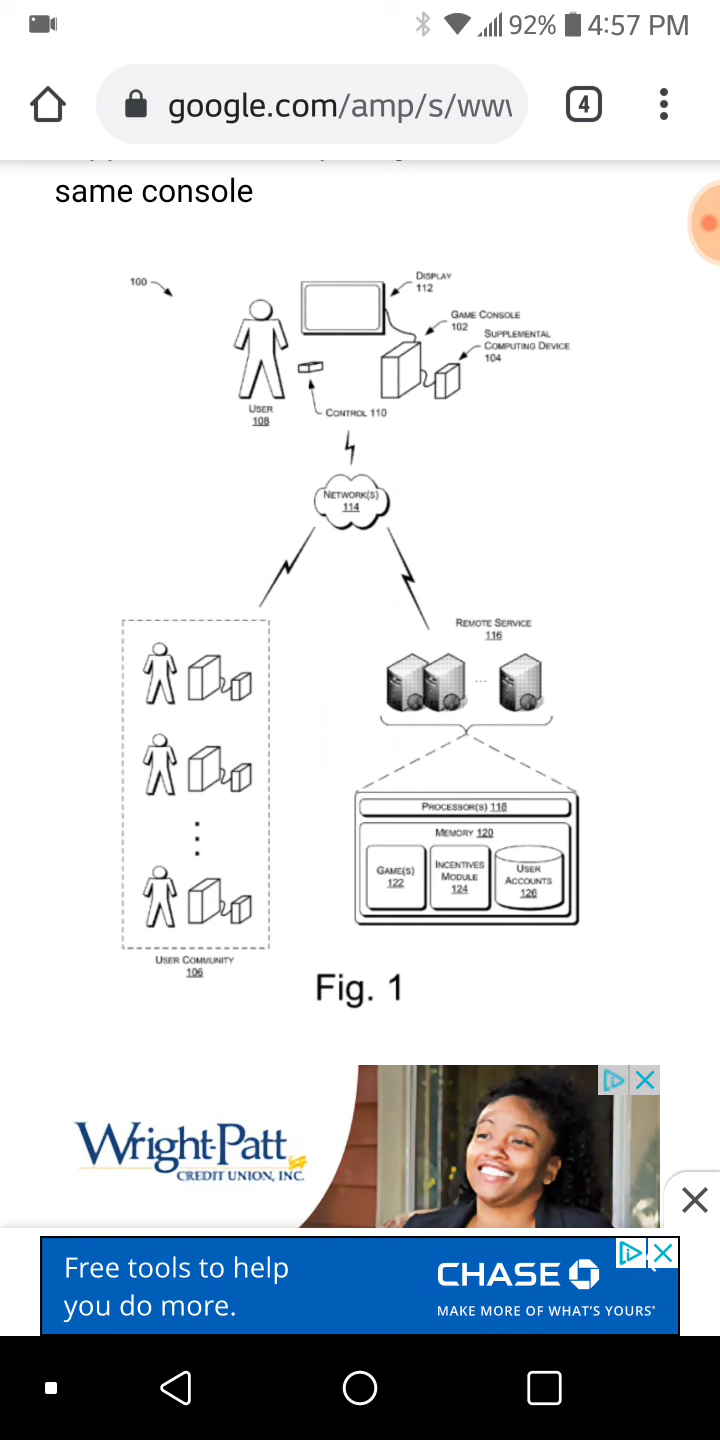 92% 4:57 PM
google.com/amp/s/www
4
same console
100
DISPLAY
112
GAME CONSOLE
102
SUPPLEMENTAL
COMPUTING DEVICE
104
USER
108
CONTROL 110
NETWORK(S)
114
REMOTE SERVICE
116
PROCESSOR(S) 118
MEMORY 120
GAME(S)
122
INCENTIVES
MODULE
124
USER
ACCOUNTS
126
USER COMMUNITY
106
Fig. 1
Wright-Patt
CREDIT UNION, INC.
Free tools to help
you do more.
CHASE
MAKE MORE OF WHAT'S YOURS℠